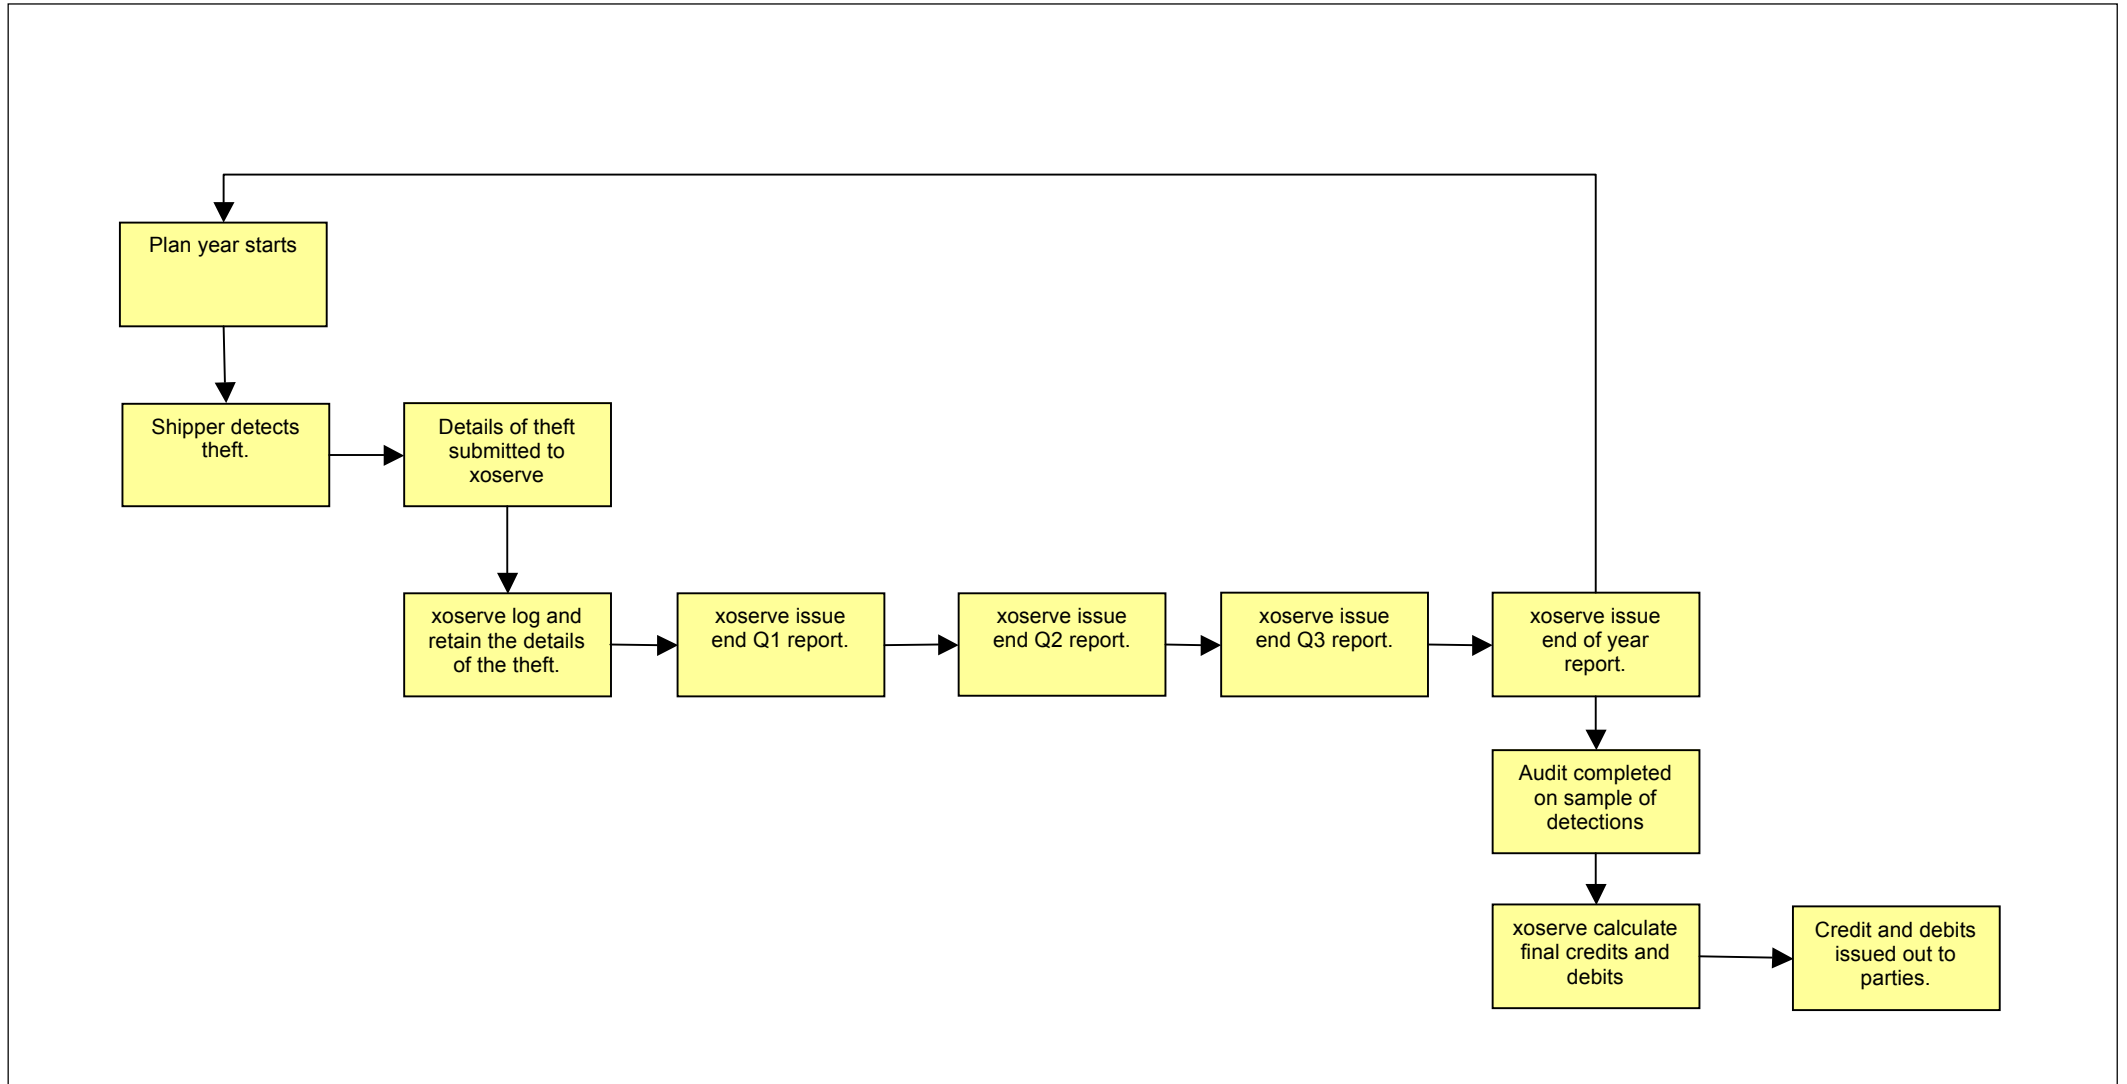 Plan year starts
Shipper detects
theft.
Details of theft
submitted to
xoserve
xoserve log and
retain the details
of the theft.
xoserve issue
end Q1 report.
xoserve issue
end Q2 report.
xoserve issue
end Q3 report.
xoserve issue
end of year
report.
Audit completed
on sample of
detections
xoserve calculate
final credits and
debits
Credit and debits
issued out to
parties.